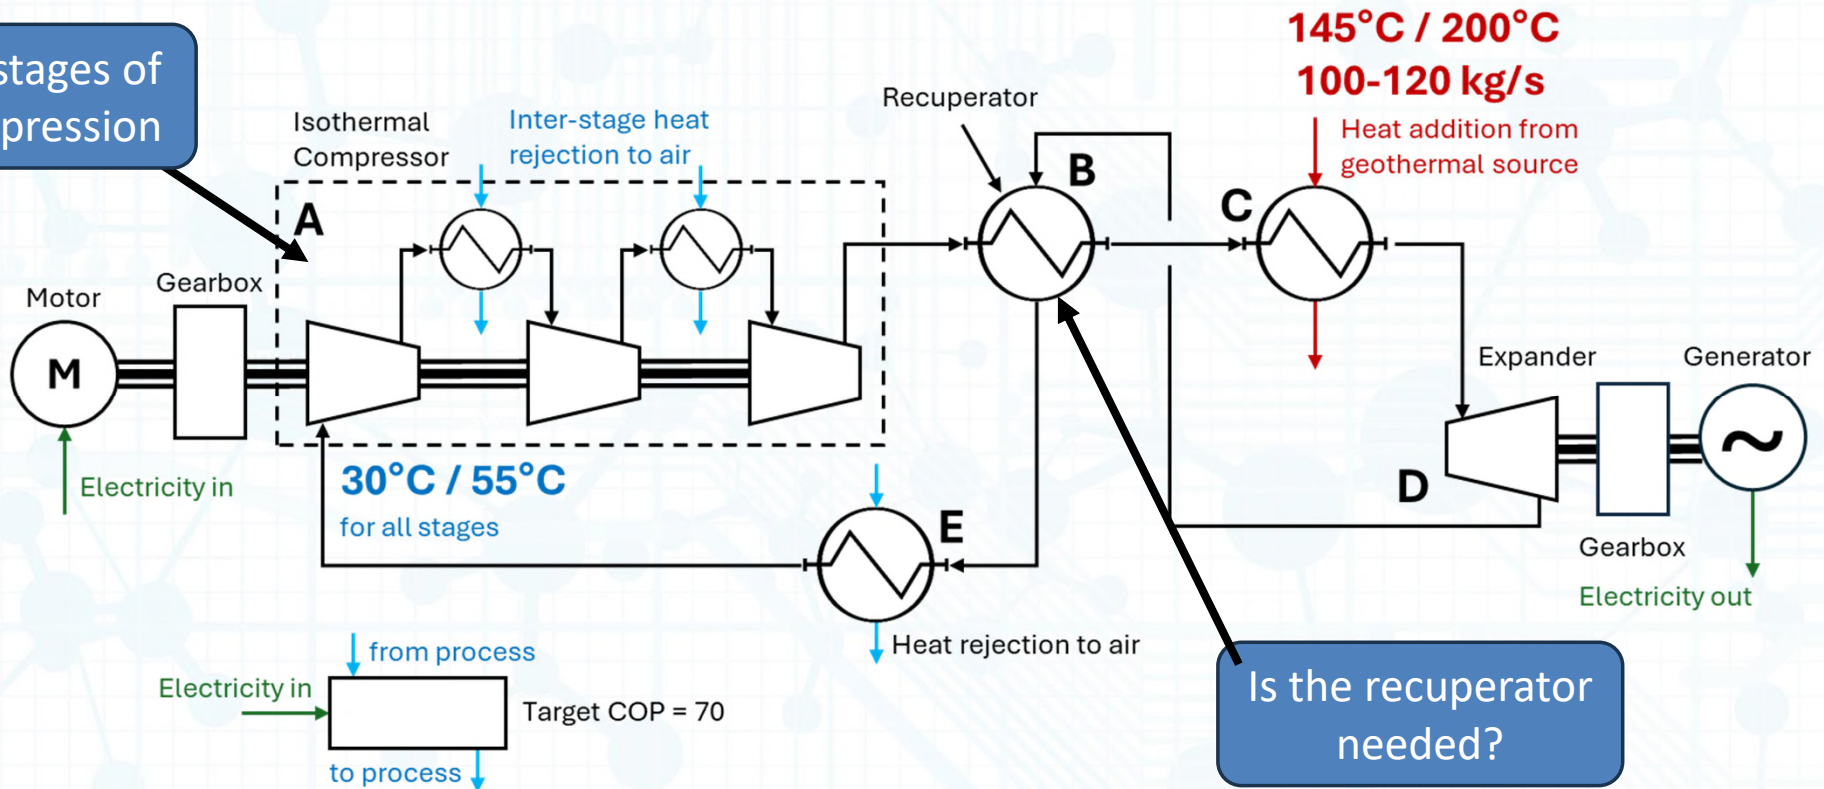 stages of
pression
145°C / 200°C
100-120 kg/s
Heat addition from
geothermal source
Recuperator
Isothermal
Compressor
Inter-stage heat
rejection to air
A
B
C
Gearbox
Motor
M
Electricity in
30°C / 55°C
for all stages
Expander
Generator
~
D
Gearbox
Electricity out
E
Heat rejection to air
from process
Electricity in
Target COP = 70
to process
Is the recuperator
needed?